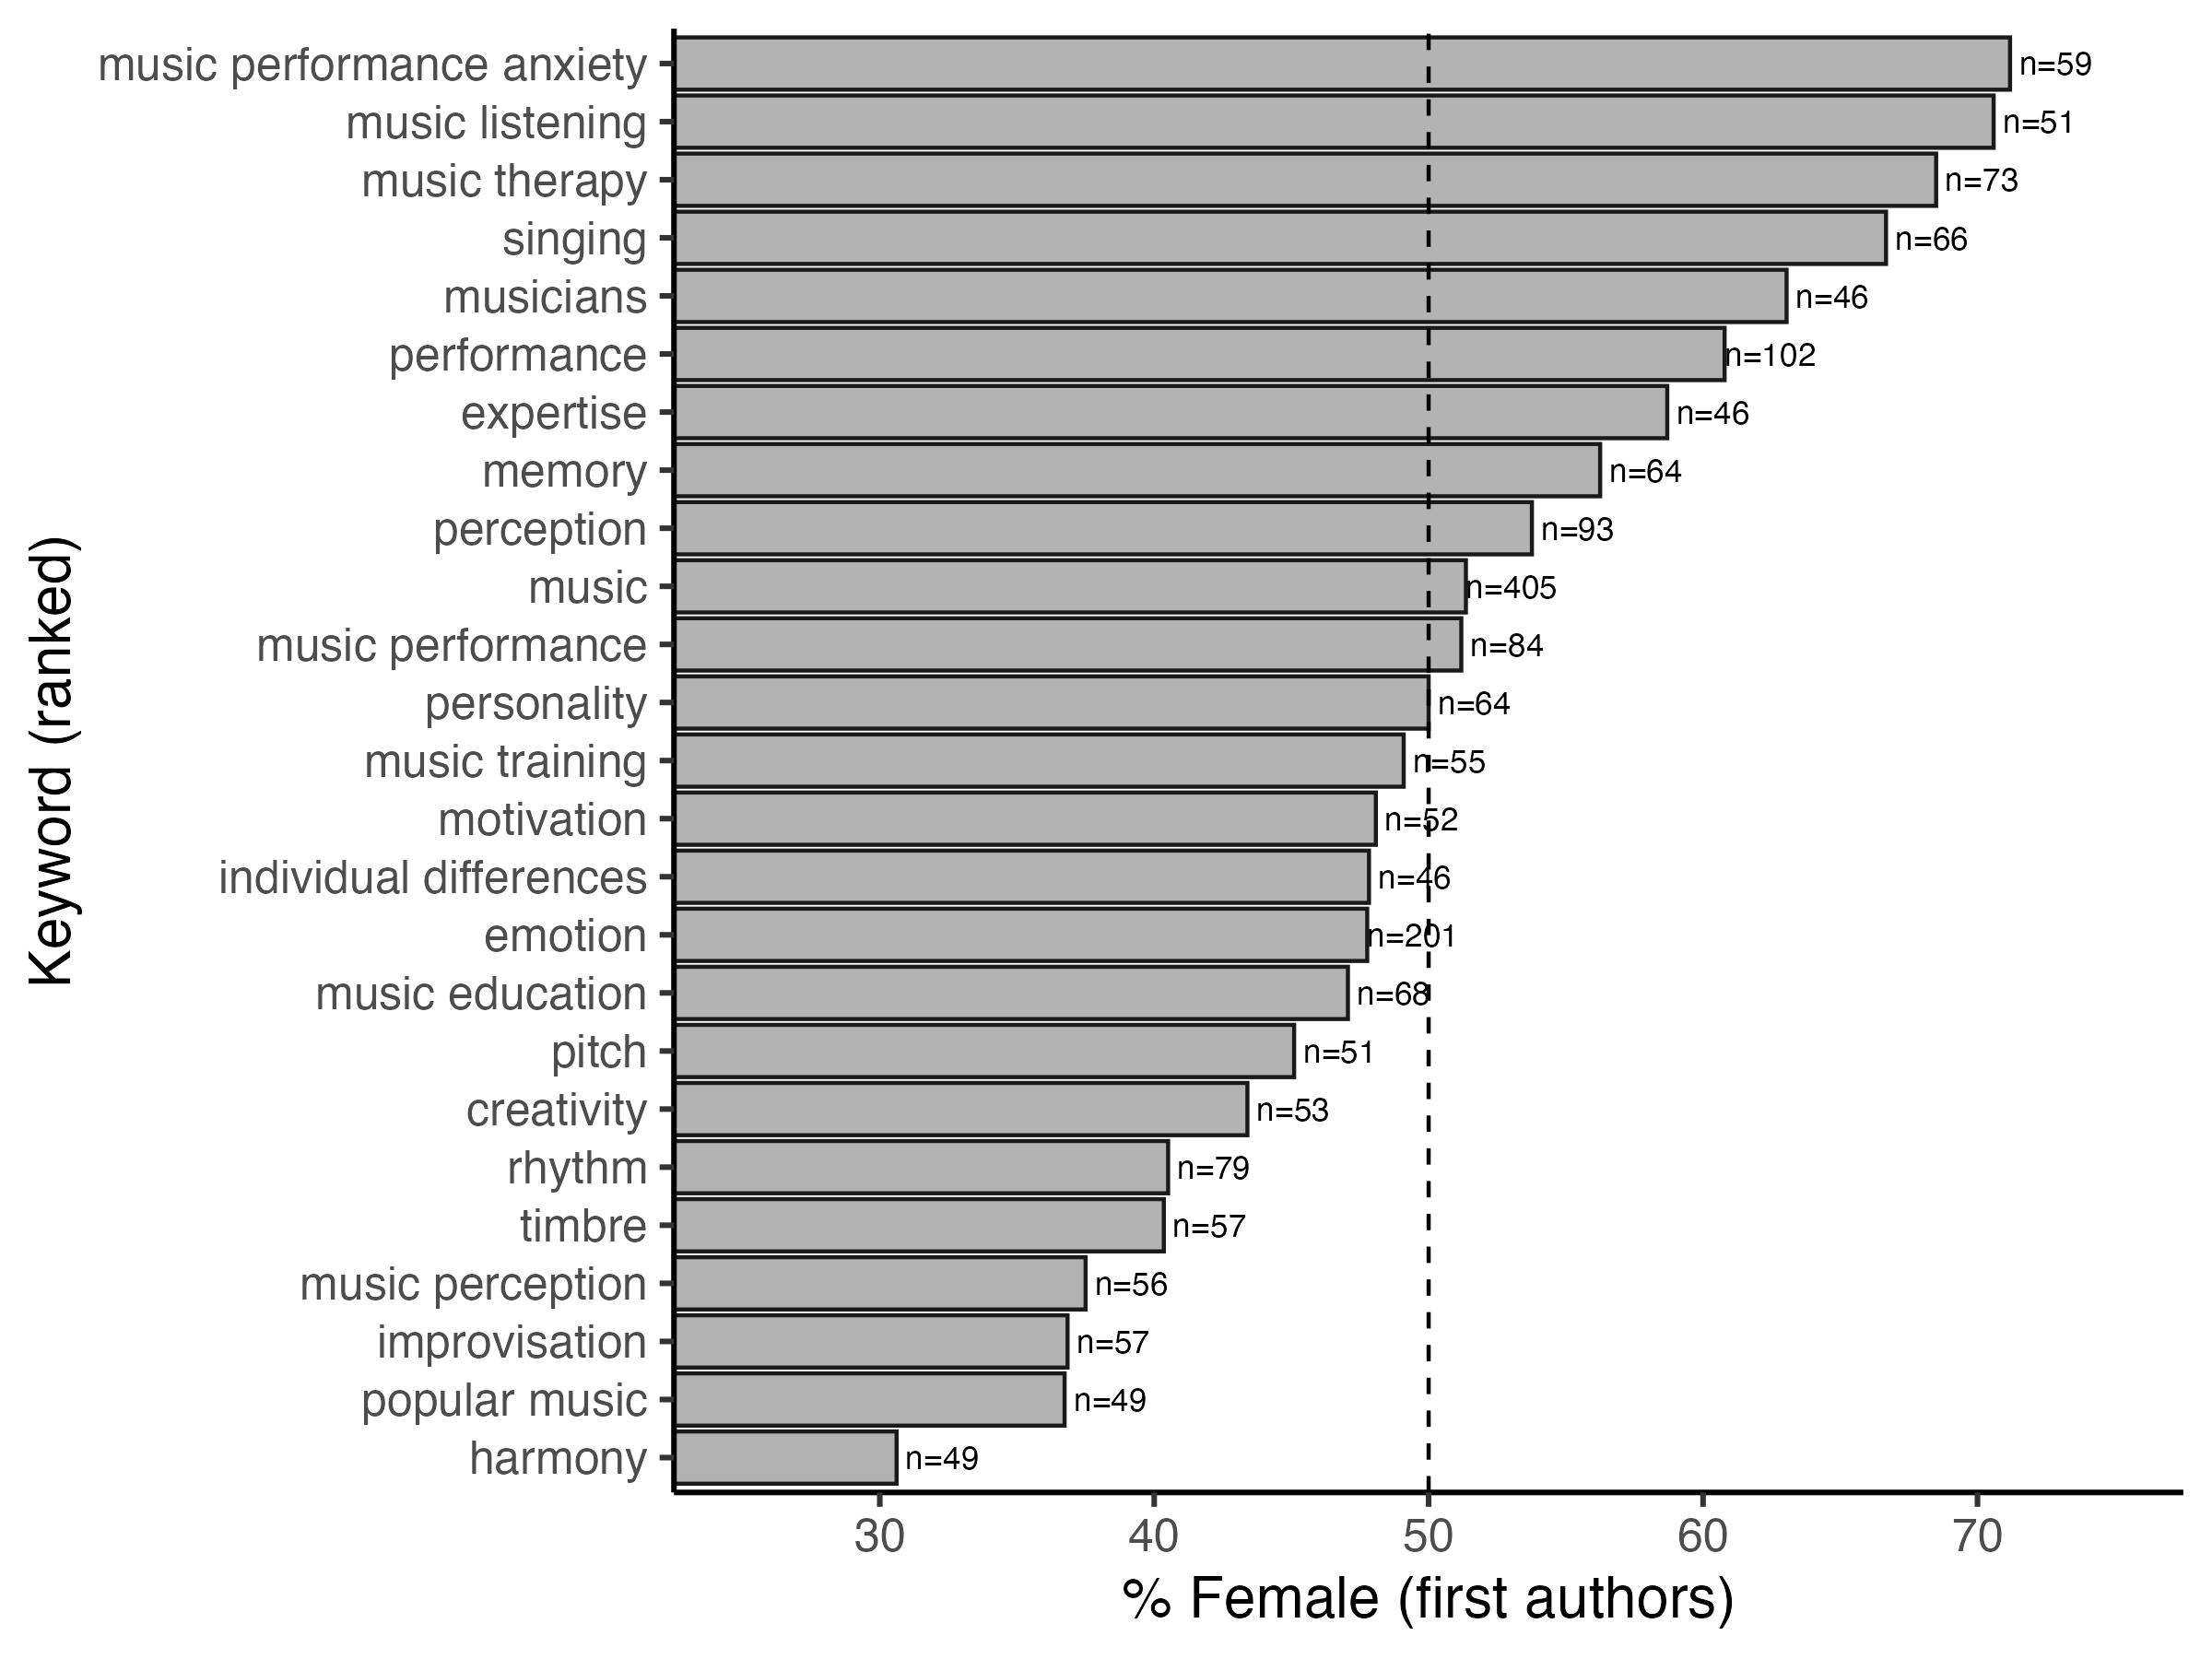 music performance anxiety n=59
music listening n=51
music therapy n=73
singing n=66
musicians n=46
performance n=102
expertise n=46
memory n=64
perception n=93
music n=405
music performance n=84
personality n=64
music training n=55
motivation n=52
individual differences n=46
emotion n=201
music education n=68
pitch n=51
creativity n=53
rhythm n=79
timbre n=57
music perception n=56
improvisation n=57
popular music n=49
harmony n=49
Keyword (ranked)
30 40 50 60 70
% Female (first authors)